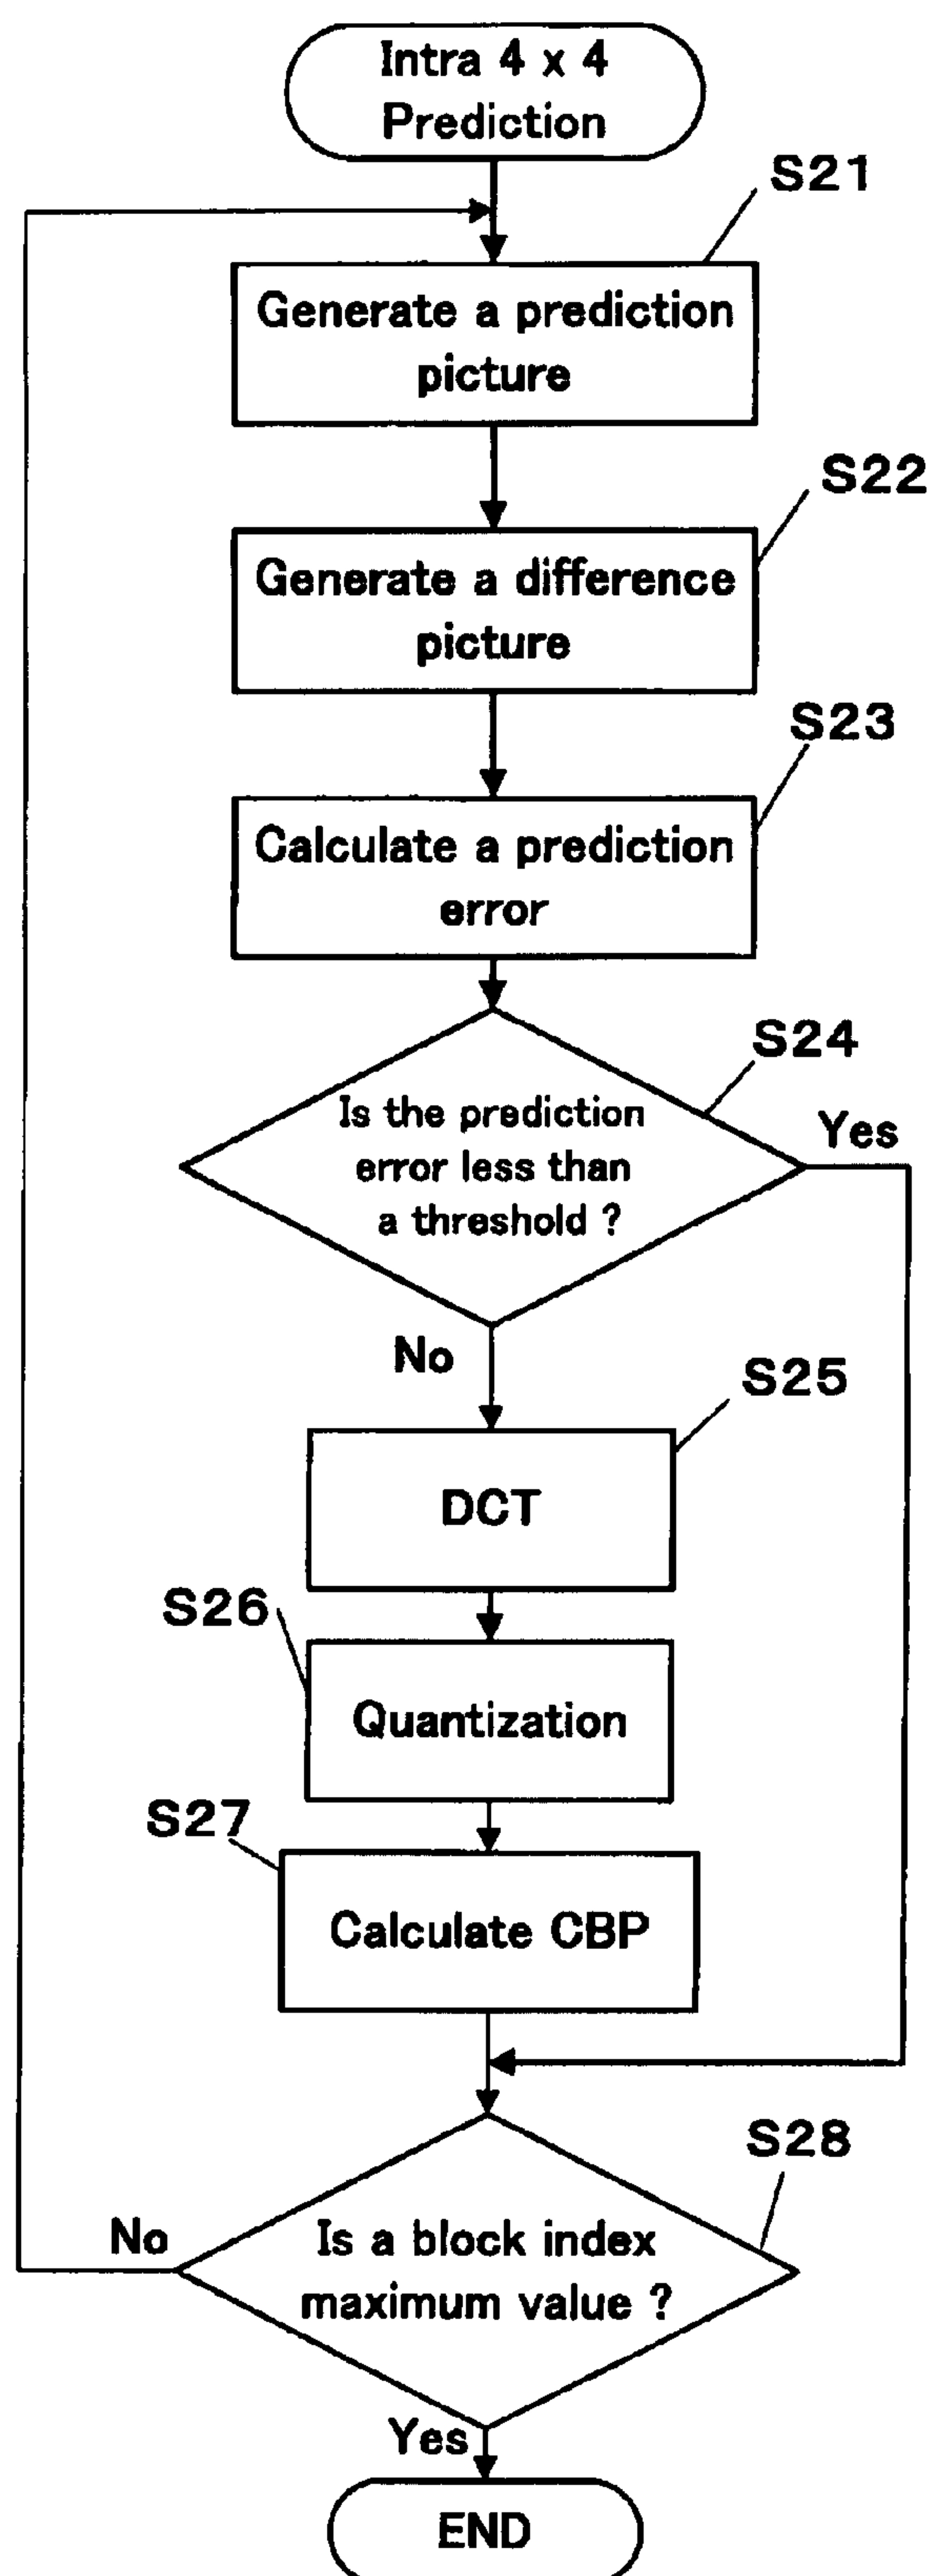 Intra 4 x 4
Prediction
S21
Generate a prediction
picture
S22
Generate a difference
picture
S23
Calculate a prediction
error
S24
Is the prediction
error less than
a threshold ?
Yes
No
S25
DCT
S26
Quantization
S27
Calculate CBP
S28
Is a block index
maximum value ?
No
Yes
END